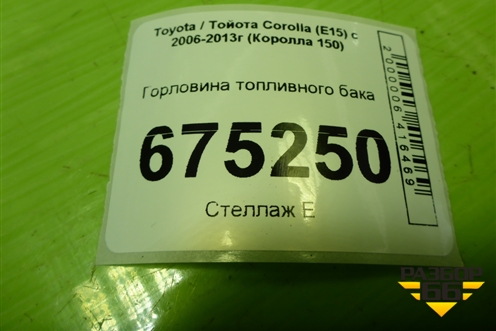 Toyota / Тойота Corolla (E15) с
2006-2013г (Королла 150)
Горловина топливного бака
675250
Стеллаж Е
2000006416469
РАЗБОР
66